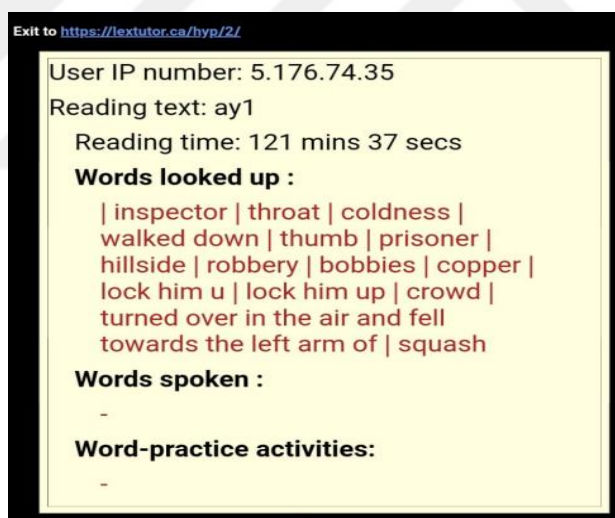 Exit to https://lextutor.ca/hyp/2/
User IP number: 5.176.74.35
Reading text: ay1
Reading time: 121 mins 37 secs
Words looked up :
| inspector | throat | coldness |
walked down | thumb | prisoner |
hillside | robbery | bobbies | copper |
lock him u | lock him up | crowd |
turned over in the air and fell
towards the left arm of | squash
Words spoken :
-
Word-practice activities:
-